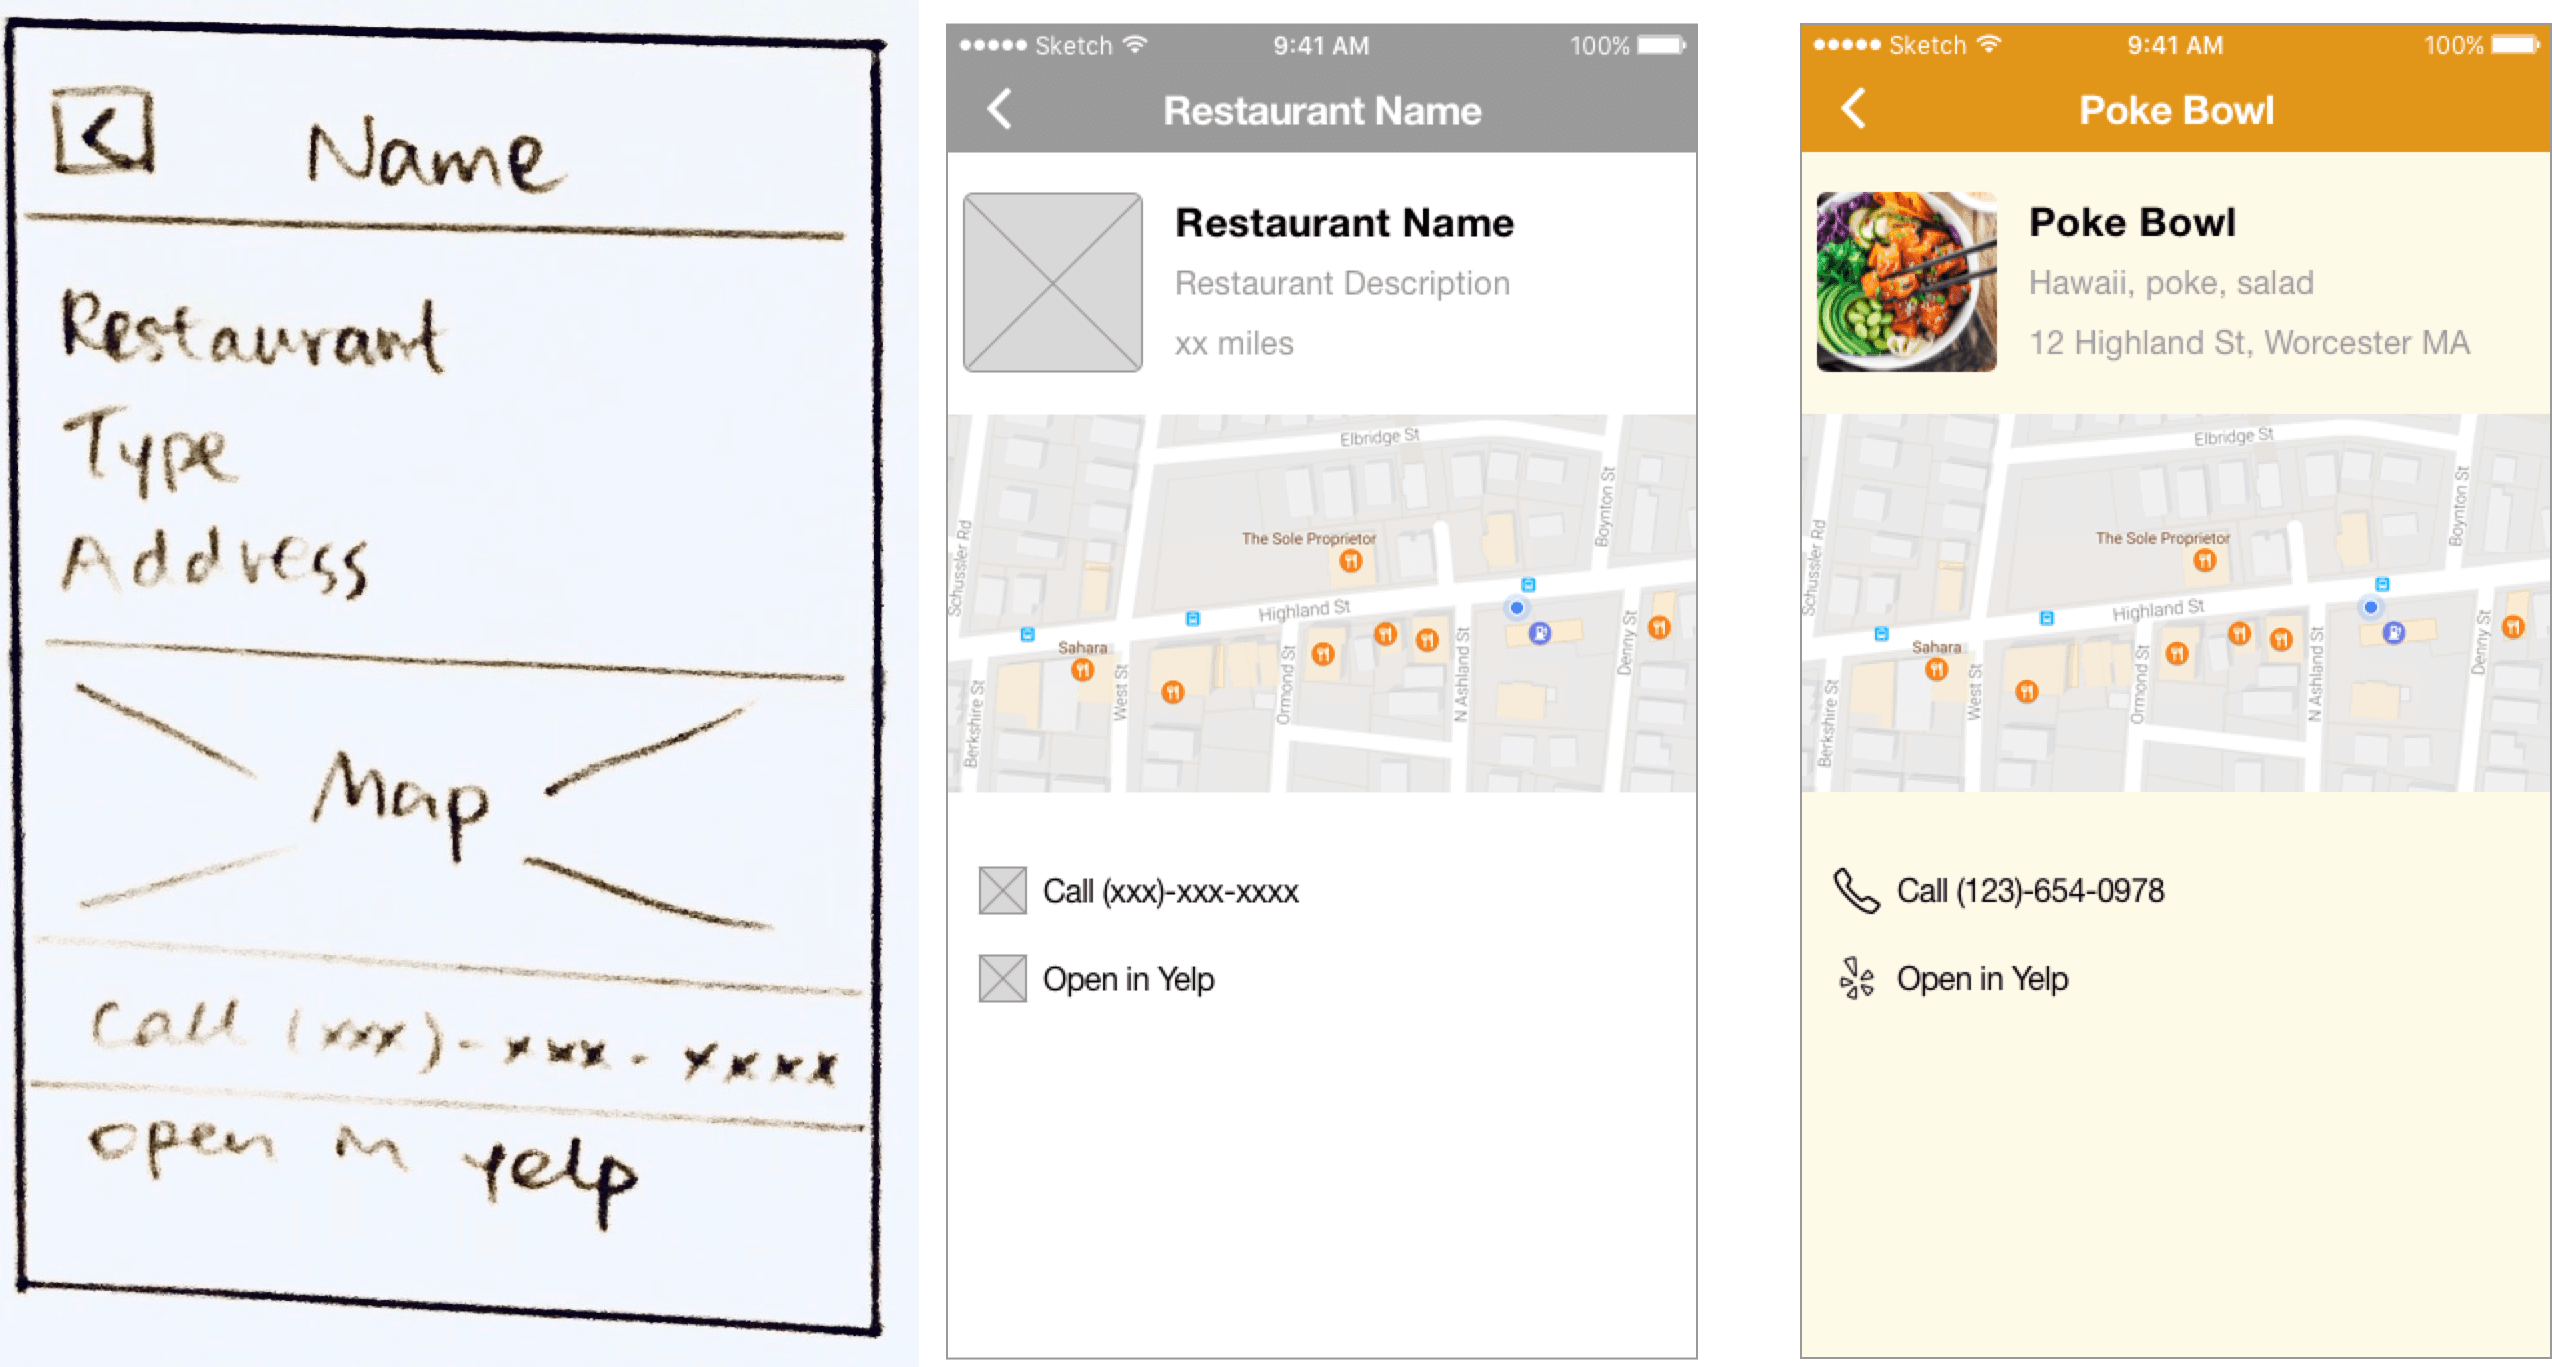 Name
Restaurant
Type
Address
Map
Call (xxx)-xxx-xxxx
open in yelp
Sketch 9:41 AM 100%
Restaurant Name
Restaurant Name
Restaurant Description
xx miles
Elbridge St
Boynton St
Schussler Rd
The Sole Proprietor
Highland St
Sahara
West St
Ormond St
N Ashland St
Denny St
Berkshire St
Call (xxx)-xxx-xxxx
Open in Yelp
Sketch 9:41 AM 100%
Poke Bowl
Poke Bowl
Hawaii, poke, salad
12 Highland St, Worcester MA
Elbridge St
Boynton St
Schussler Rd
The Sole Proprietor
Highland St
Sahara
West St
Ormond St
N Ashland St
Denny St
Berkshire St
Call (123)-654-0978
Open in Yelp